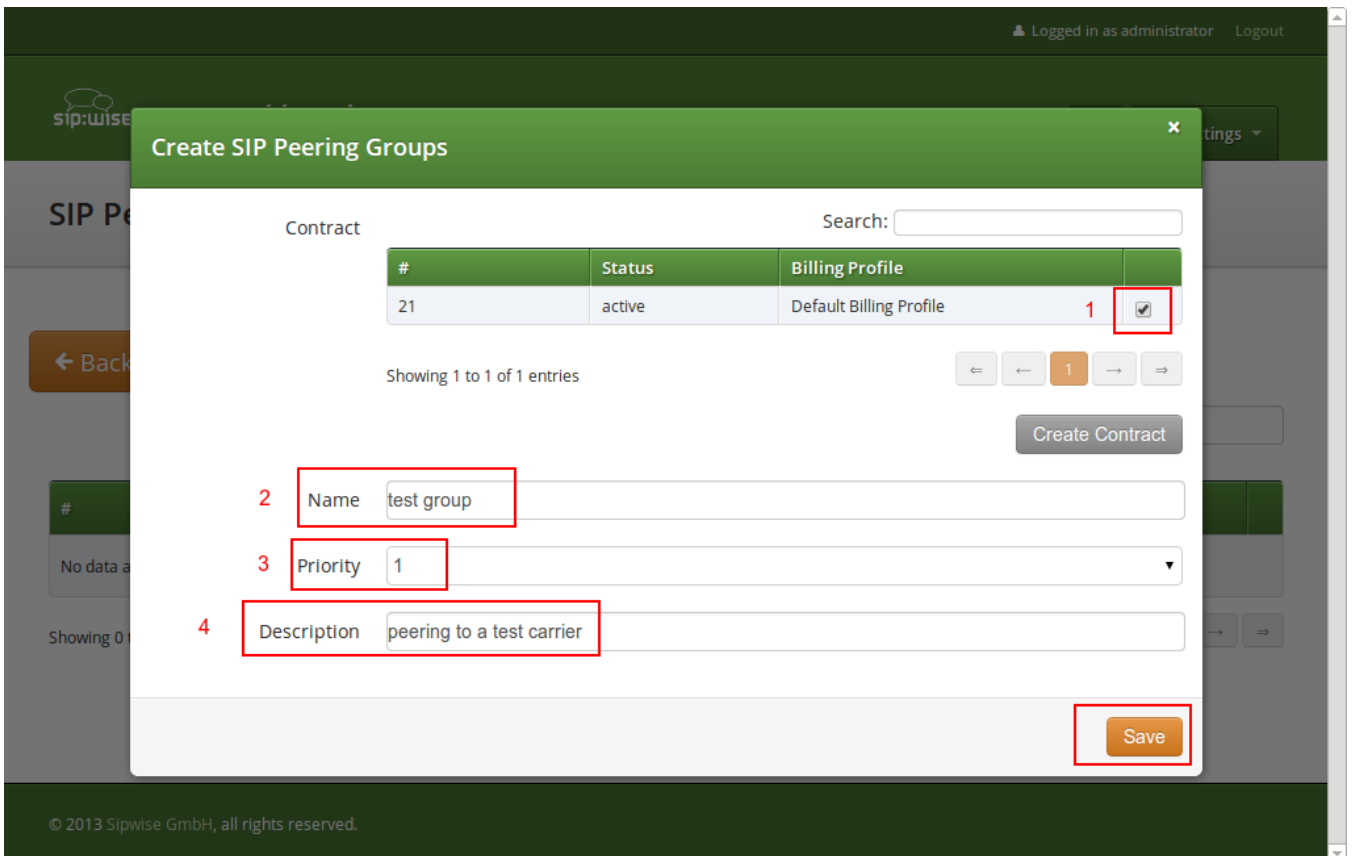 Logged in as administrator Logout
sip:wise
tings
Create SIP Peering Groups ×
SIP Pe
Contract
Search:
# Status Billing Profile
21 active Default Billing Profile 1
← Back
Showing 1 to 1 of 1 entries
⇐ ← 1 → ⇒
Create Contract
2 Name test group
#
3 Priority 1
No data a
4 Description peering to a test carrier
Showing 0 t
→ ⇒
Save
© 2013 Sipwise GmbH, all rights reserved.